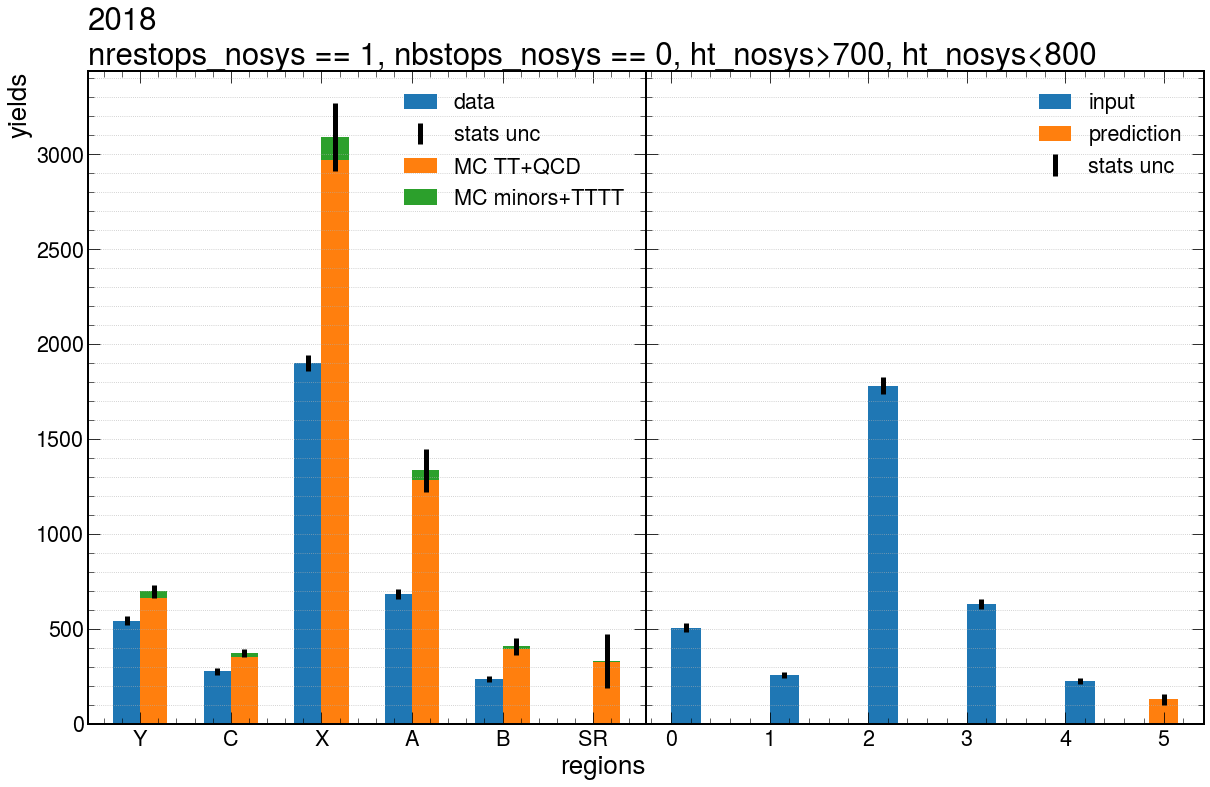 2018
nrestops_nosys == 1, nbstops_nosys == 0, ht_nosys>700, ht_nosys<800
yields
3000
2500
2000
1500
1000
500
0
data
stats unc
MC TT+QCD
MC minors+TTTT
input
prediction
stats unc
Y C X A B SR
0 1 2 3 4 5
regions